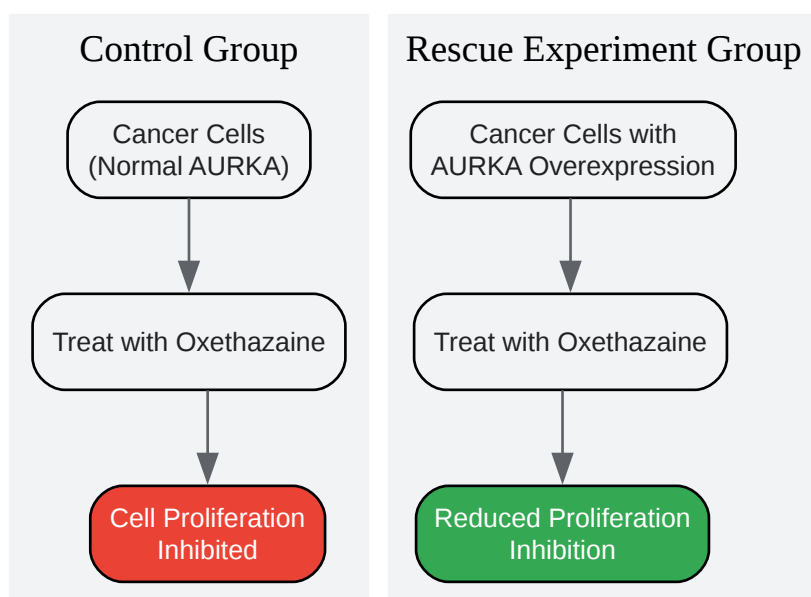 Control Group
Cancer Cells
(Normal AURKA)
Treat with Oxethazaine
Cell Proliferation
Inhibited
Rescue Experiment Group
Cancer Cells with
AURKA Overexpression
Treat with Oxethazaine
Reduced Proliferation
Inhibition